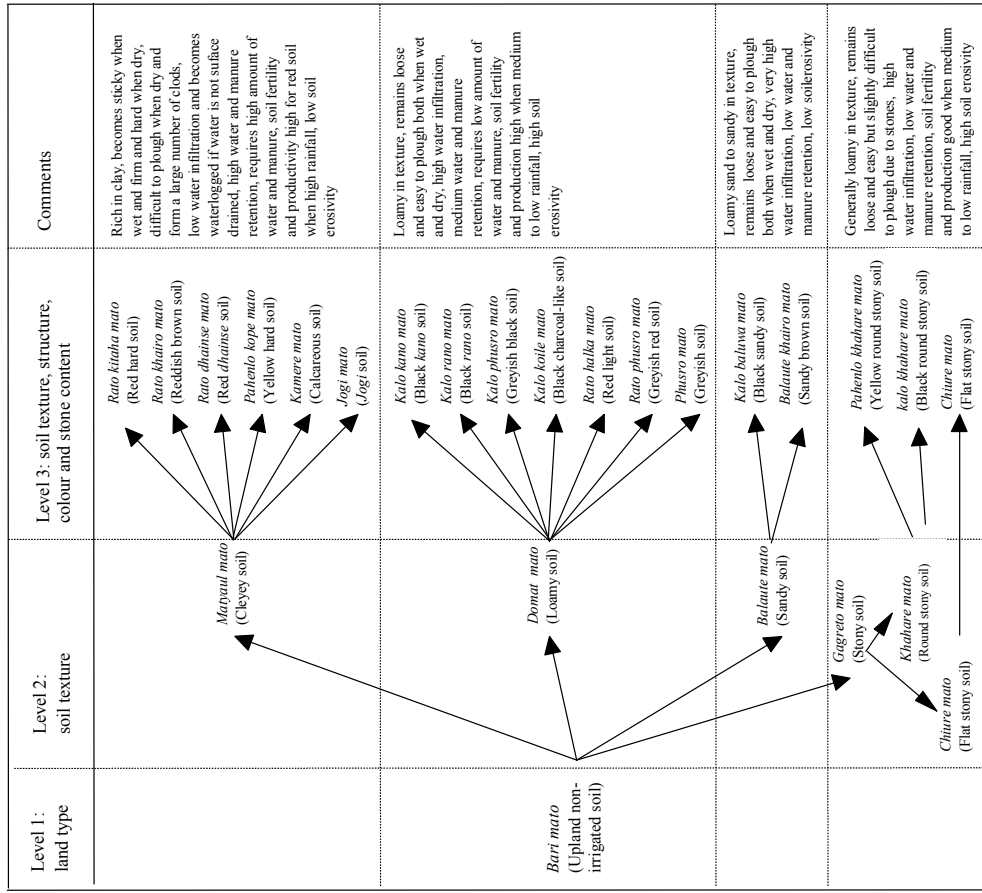 Level 1:
land type
Level 2:
soil texture
Level 3: soil texture, structure,
colour and stone content
Comments
Bari mato
(Upland non-
irrigated soil)
Matyaul mato
(Cleyey soil)
Rato kitaha mato
(Red hard soil)
Rato khairo mato
(Reddish brown soil)
Rato dhainse mato
(Red dhainse soil)
Pahenlo kope mato
(Yellow hard soil)
Kamere mato
(Calcareous soil)
Jogi mato
(Jogi soil)
Rich in clay, becomes sticky when
wet and firm and hard when dry,
difficult to plough when dry and
form a large number of clods,
low water infiltration and becomes
waterlogged if water is not suface
drained, high water and manure
retention, requires high amount of
water and manure, soil fertility
and productivity high for red soil
when high rainfall, low soil
erosivity
Domat mato
(Loamy soil)
Kalo kano mato
(Black kano soil)
Kalo rano mato
(Black rano soil)
Kalo phusro mato
(Greyish black soil)
Kalo koile mato
(Black charcoal-like soil)
Rato halka mato
(Red light soil)
Rato phusro mato
(Greyish red soil)
Phusro mato
(Greyish soil)
Loamy in texture, remains loose
and easy to plough both when wet
and dry, high water infiltration,
medium water and manure
retention, requires low amount of
water and manure, soil fertility
and production high when medium
to low rainfall, high soil
erosivity
Balaute mato
(Sandy soil)
Kalo baluwa mato
(Black sandy soil)
Balaute khairo mato
(Sandy brown soil)
Loamy sand to sandy in texture,
remains loose and easy to plough
both when wet and dry, very high
water infiltration, low water and
manure retention, low soilerosivity
Gagreto mato
(Stony soil)
Khahare mato
(Round stony soil)
Chiure mato
(Flat stony soil)
Pahenlo khahare mato
(Yellow round stony soil)
kalo khahare mato
(Black round stony soil)
Chiure mato
(Flat stony soil)
Generally loamy in texture, remains
loose and easy but slightly difficult
to plough due to stones, high
water infiltration, low water and
manure retention, soil fertility
and production good when medium
to low rainfall, high soil erosivity